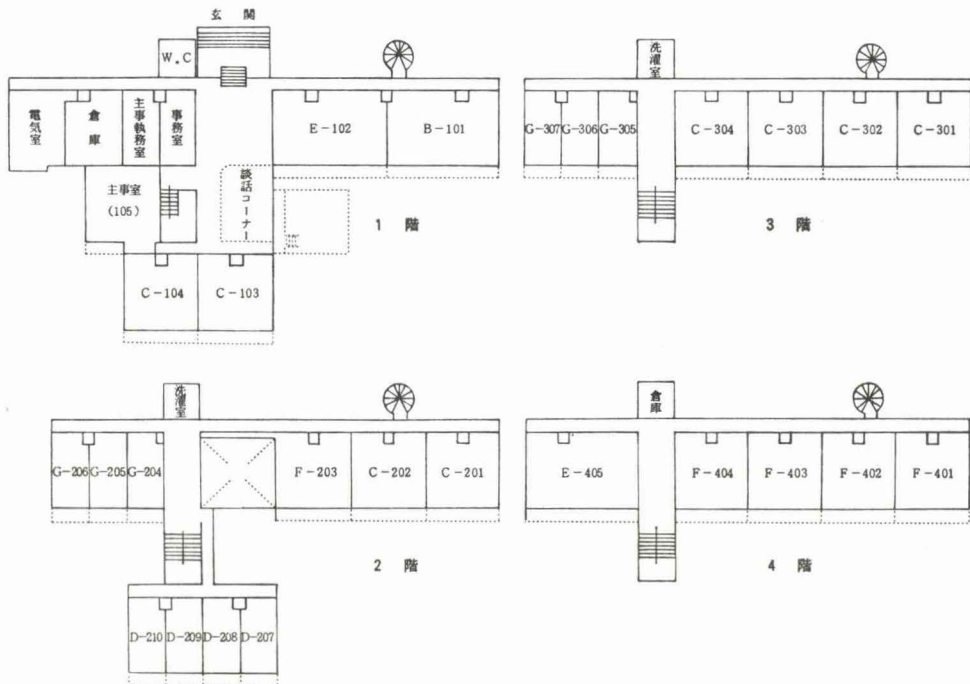 玄 関
W.C
電気室
倉庫
主事執務室
事務室
E-102
B-101
談話コーナー
主事室
(105)
1 階
C-104
C-103
洗濯室
G-307
G-306
G-305
C-304
C-303
C-302
C-301
3 階
洗濯室
G-206
G-205
G-204
F-203
C-202
C-201
2 階
D-210
D-209
D-208
D-207
倉庫
E-405
F-404
F-403
F-402
F-401
4 階